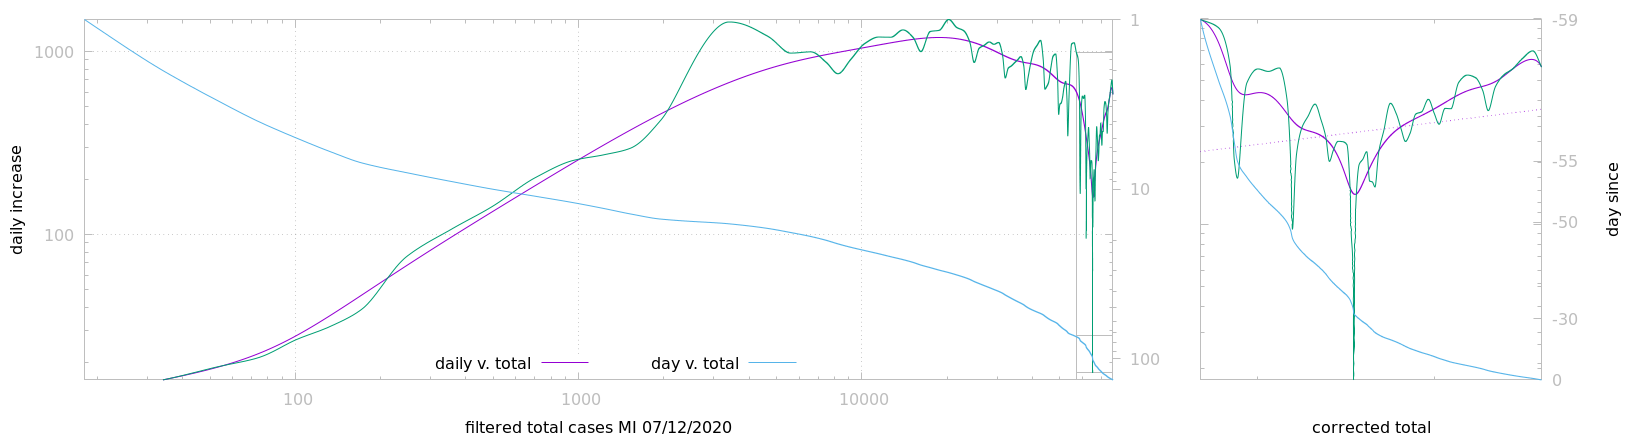 1000
100
daily increase
100
1000
10000
1
10
100
daily v. total
day v. total
filtered total cases MI 07/12/2020
-59
-55
-50
-30
0
day since
corrected total